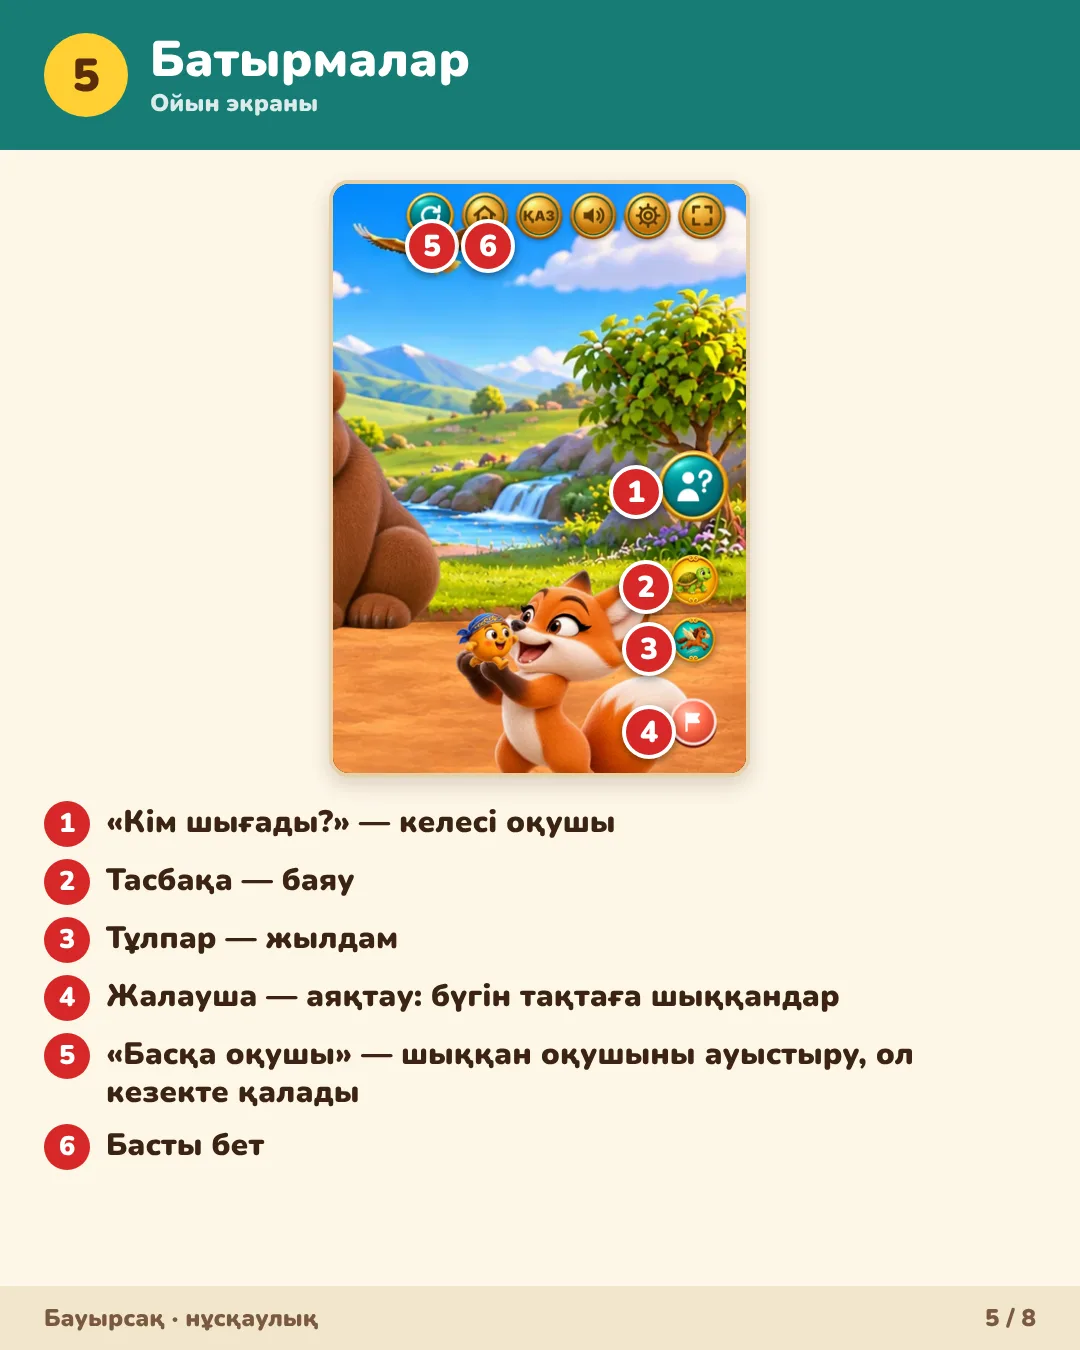 5
Батырмалар
Ойын экраны
ҚАЗ
5 6
1
2
3
4
1 «Кім шығады?» — келесі оқушы
2 Тасбақа — баяу
3 Тұлпар — жылдам
4 Жалауша — аяқтау: бүгін тақтаға шыққандар
5 «Басқа оқушы» — шыққан оқушыны ауыстыру, ол
кезекте қалады
6 Басты бет
Бауырсақ · нұсқаулық
5 / 8